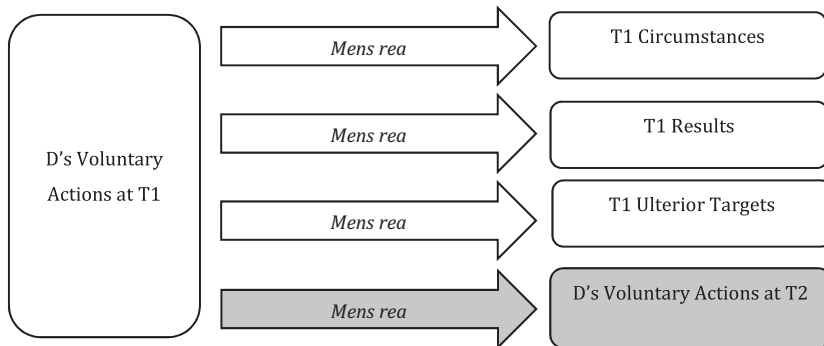 D's Voluntary
Actions at T1
Mens rea
T1 Circumstances
Mens rea
T1 Results
Mens rea
T1 Ulterior Targets
Mens rea
D's Voluntary Actions at T2